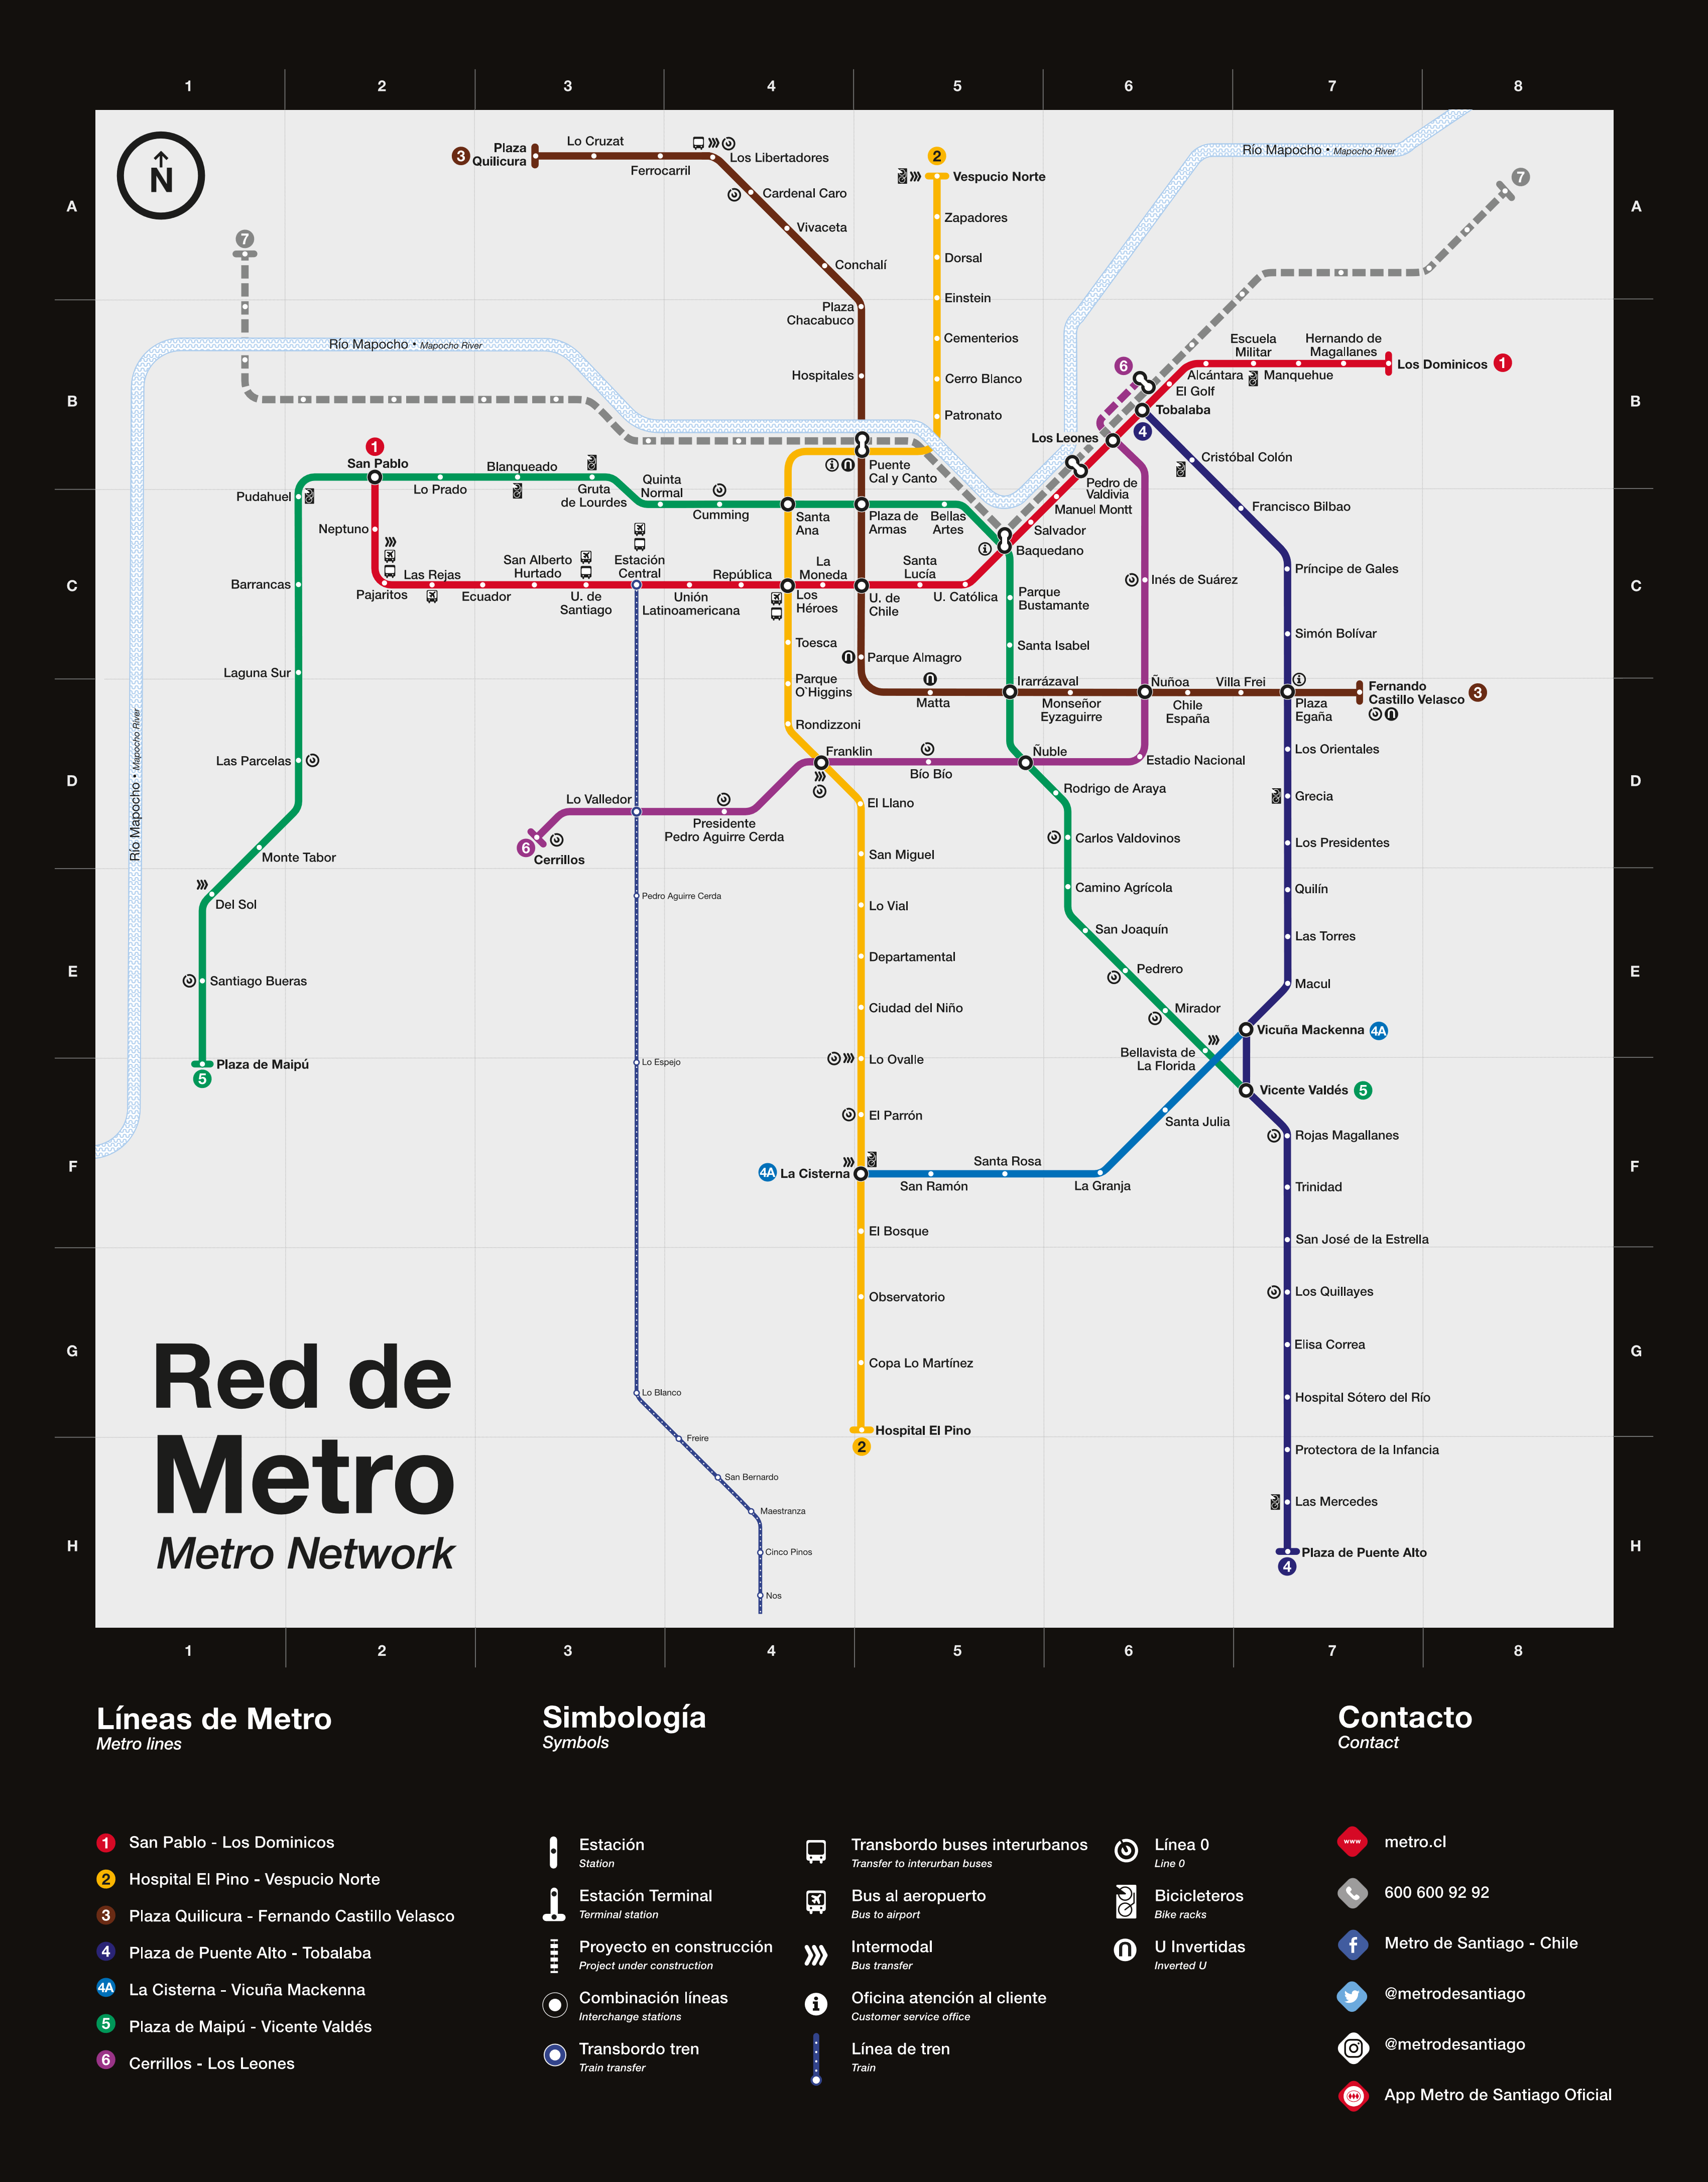 1 2 3 4 5 6 7 8
A
B
C
D
E
F
G
H
A
B
C
D
E
F
G
H
N
Río Mapocho • Mapocho River
Río Mapocho • Mapocho River
Río Mapocho • Mapocho River
7
7
3
Plaza
Quilicura
Lo Cruzat
Ferrocarril
Los Libertadores
Cardenal Caro
Vivaceta
Conchalí
Plaza
Chacabuco
Hospitales
2
Vespucio Norte
Zapadores
Dorsal
Einstein
Cementerios
Cerro Blanco
Patronato
Puente
Cal y Canto
6
Escuela
Militar
Hernando de
Magallanes
Los Dominicos
1
Alcántara
Manquehue
El Golf
Tobalaba
4
Los Leones
Cristóbal Colón
Pedro de
Valdivia
Manuel Montt
Salvador
Baquedano
Francisco Bilbao
Príncipe de Gales
Simón Bolívar
1
San Pablo
Pudahuel
Lo Prado
Blanqueado
Gruta
de Lourdes
Quinta
Normal
Cumming
Santa
Ana
Plaza de
Armas
Bellas
Artes
Neptuno
Pajaritos
Las Rejas
Ecuador
San Alberto
Hurtado
U. de
Santiago
Estación
Central
Unión
Latinoamericana
República
Los
Héroes
La
Moneda
U. de
Chile
Santa
Lucía
U. Católica
Parque
Bustamante
Santa Isabel
Inés de Suárez
Barrancas
Laguna Sur
Las Parcelas
Monte Tabor
Del Sol
Santiago Bueras
Plaza de Maipú
5
Toesca
Parque
O`Higgins
Rondizzoni
Franklin
Parque Almagro
Matta
Irarrázaval
Monseñor
Eyzaguirre
Ñuñoa
Chile
España
Villa Frei
Plaza
Egaña
Fernando
Castillo Velasco
3
Lo Valledor
Presidente
Pedro Aguirre Cerda
6
Cerrillos
Bío Bío
Ñuble
Estadio Nacional
Los Orientales
Grecia
Los Presidentes
Quilín
Las Torres
Macul
Vicuña Mackenna
4A
Vicente Valdés
5
Rodrigo de Araya
Carlos Valdovinos
Camino Agrícola
San Joaquín
Pedrero
Mirador
Bellavista de
La Florida
El Llano
San Miguel
Lo Vial
Departamental
Ciudad del Niño
Lo Ovalle
El Parrón
4A
La Cisterna
San Ramón
Santa Rosa
La Granja
Santa Julia
El Bosque
Observatorio
Copa Lo Martínez
Hospital El Pino
2
Rojas Magallanes
Trinidad
San José de la Estrella
Los Quillayes
Elisa Correa
Hospital Sótero del Río
Protectora de la Infancia
Las Mercedes
Plaza de Puente Alto
4
Pedro Aguirre Cerda
Lo Espejo
Lo Blanco
Freire
San Bernardo
Maestranza
Cinco Pinos
Nos
Red de
Metro
Metro Network
1 2 3 4 5 6 7 8
Líneas de Metro
Metro lines
1 San Pablo - Los Dominicos
2 Hospital El Pino - Vespucio Norte
3 Plaza Quilicura - Fernando Castillo Velasco
4 Plaza de Puente Alto - Tobalaba
4A La Cisterna - Vicuña Mackenna
5 Plaza de Maipú - Vicente Valdés
6 Cerrillos - Los Leones
Simbología
Symbols
Estación
Station
Estación Terminal
Terminal station
Proyecto en construcción
Project under construction
Combinación líneas
Interchange stations
Transbordo tren
Train transfer
Transbordo buses interurbanos
Transfer to interurban buses
Bus al aeropuerto
Bus to airport
Intermodal
Bus transfer
Oficina atención al cliente
Customer service office
Línea de tren
Train
Línea 0
Line 0
Bicicleteros
Bike racks
U Invertidas
Inverted U
Contacto
Contact
www metro.cl
600 600 92 92
Metro de Santiago - Chile
@metrodesantiago
@metrodesantiago
App Metro de Santiago Oficial